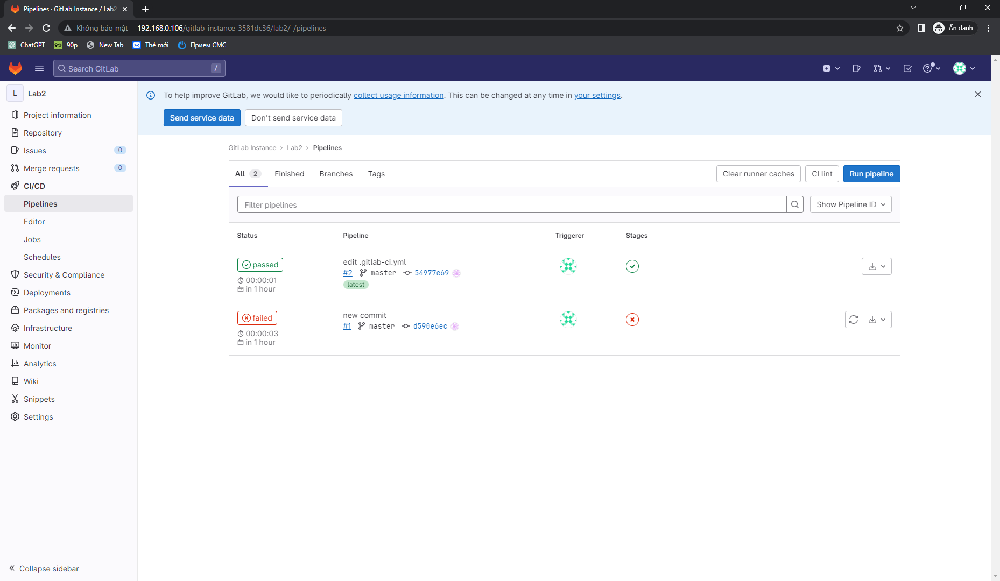 Pipelines · GitLab Instance / Lab2
Không bảo mật
192.168.0.106/gitlab-instance-3581dc36/lab2/-/pipelines
Ẩn danh
ChatGPT
90p
New Tab
Thẻ mới
Прием СМС
Search GitLab
/
L
Lab2
Project information
Repository
Issues 0
Merge requests 0
CI/CD
Pipelines
Editor
Jobs
Schedules
Security & Compliance
Deployments
Packages and registries
Infrastructure
Monitor
Analytics
Wiki
Snippets
Settings
Collapse sidebar
To help improve GitLab, we would like to periodically collect usage information. This can be changed at any time in your settings.
Send service data
Don't send service data
GitLab Instance › Lab2 › Pipelines
All 2
Finished
Branches
Tags
Clear runner caches
CI lint
Run pipeline
Filter pipelines
Show Pipeline ID
Status
Pipeline
Triggerer
Stages
passed
00:00:01
in 1 hour
edit .gitlab-ci.yml
#2 master 54977e69
latest
failed
00:00:03
in 1 hour
new commit
#1 master d590e6ec